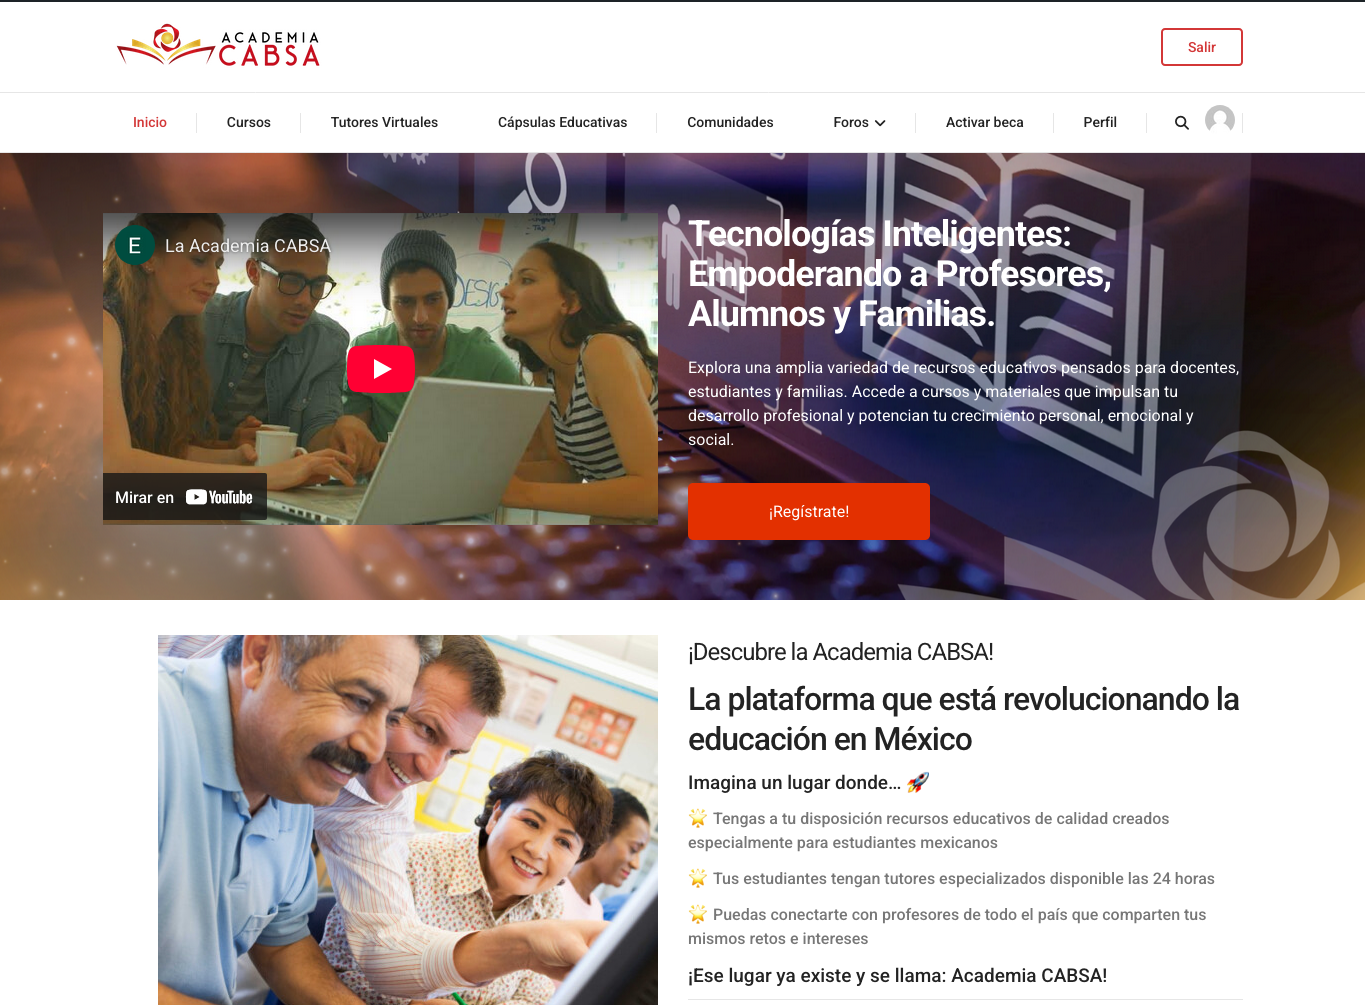 ACADEMIA
CABSA
Salir
Inicio
Cursos
Tutores Virtuales
Cápsulas Educativas
Comunidades
Foros
Activar beca
Perfil
E
La Academia CABSA
DESIG
Mirar en YouTube
Tecnologías Inteligentes:
Empoderando a Profesores,
Alumnos y Familias.
Explora una amplia variedad de recursos educativos pensados para docentes,
estudiantes y familias. Accede a cursos y materiales que impulsan tu
desarrollo profesional y potencian tu crecimiento personal, emocional y
social.
¡Regístrate!
¡Descubre la Academia CABSA!
La plataforma que está revolucionando la
educación en México
Imagina un lugar donde... 🚀
🌟 Tengas a tu disposición recursos educativos de calidad creados
especialmente para estudiantes mexicanos
🌟 Tus estudiantes tengan tutores especializados disponible las 24 horas
🌟 Puedas conectarte con profesores de todo el país que comparten tus
mismos retos e intereses
¡Ese lugar ya existe y se llama: Academia CABSA!